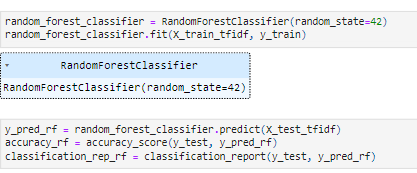 random_forest_classifier = RandomForestClassifier(random_state=42)
random_forest_classifier.fit(X_train_tfidf, y_train)
RandomForestClassifier
RandomForestClassifier(random_state=42)
y_pred_rf = random_forest_classifier.predict(X_test_tfidf)
accuracy_rf = accuracy_score(y_test, y_pred_rf)
classification_rep_rf = classification_report(y_test, y_pred_rf)